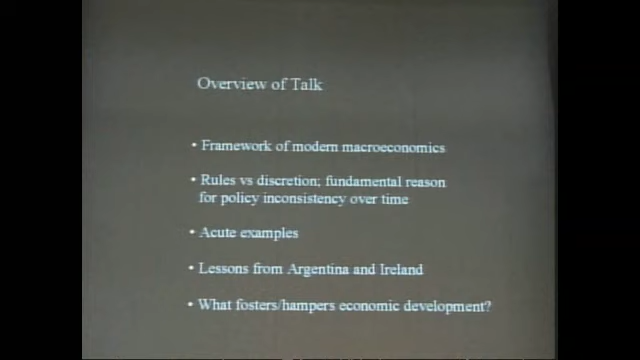 Overview of Talk
• Framework of modern macroeconomics
• Rules vs discretion; fundamental reason
for policy inconsistency over time
• Acute examples
• Lessons from Argentina and Ireland
• What fosters/hampers economic development?